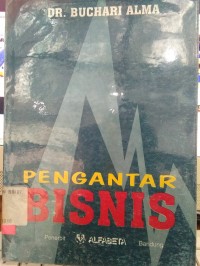 DR. BUCHARI ALMA
PENGANTAR
BISNIS
Penerbit ALFABETA Bandung